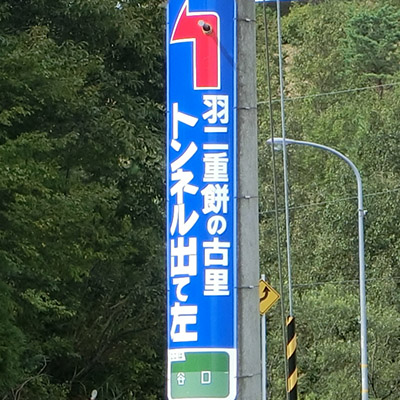 羽二重餅の古里
トンネル出て左
谷口